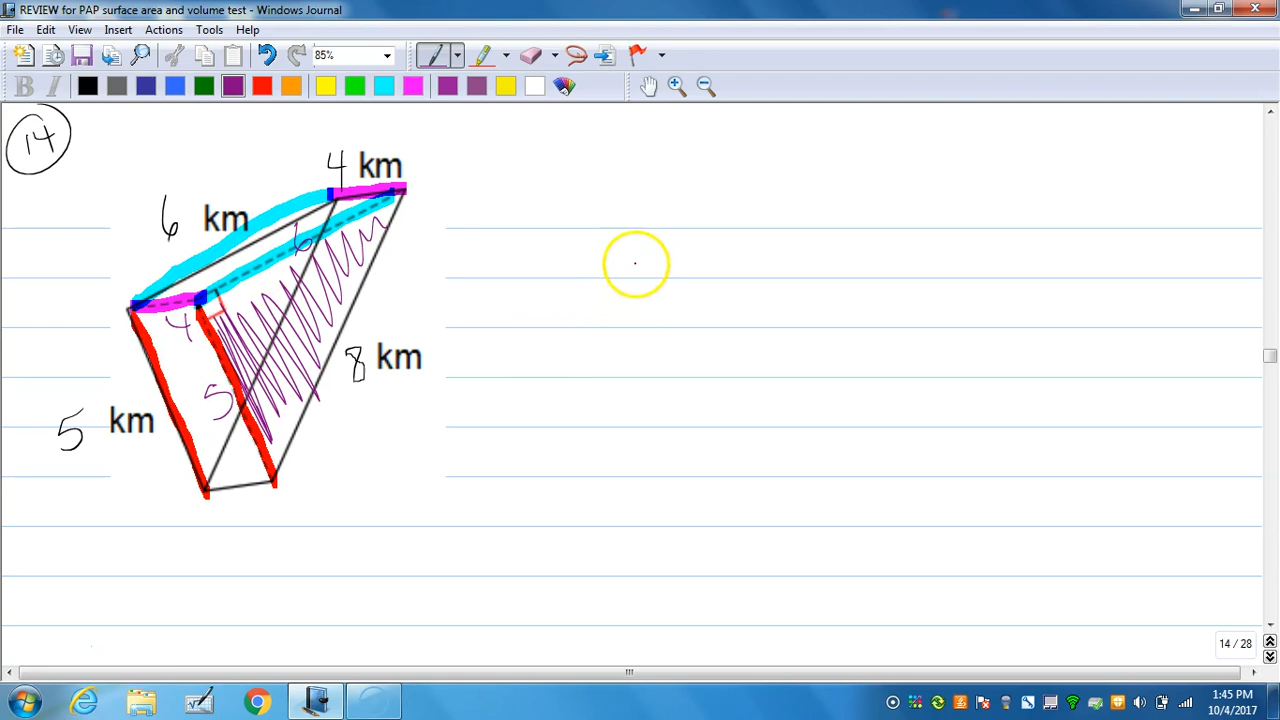 REVIEW for PAP surface area and volume test - Windows Journal
File Edit View Insert Actions Tools Help
85%
B I
14
4 km
6 km
6
4
8 km
5
5 km
14 / 28
1:45 PM
10/4/2017